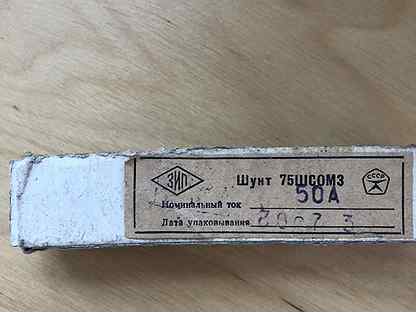 ЗИП Шунт 75ШСОМ3 СССР
Номинальный ток 50А
Дата упаковывания